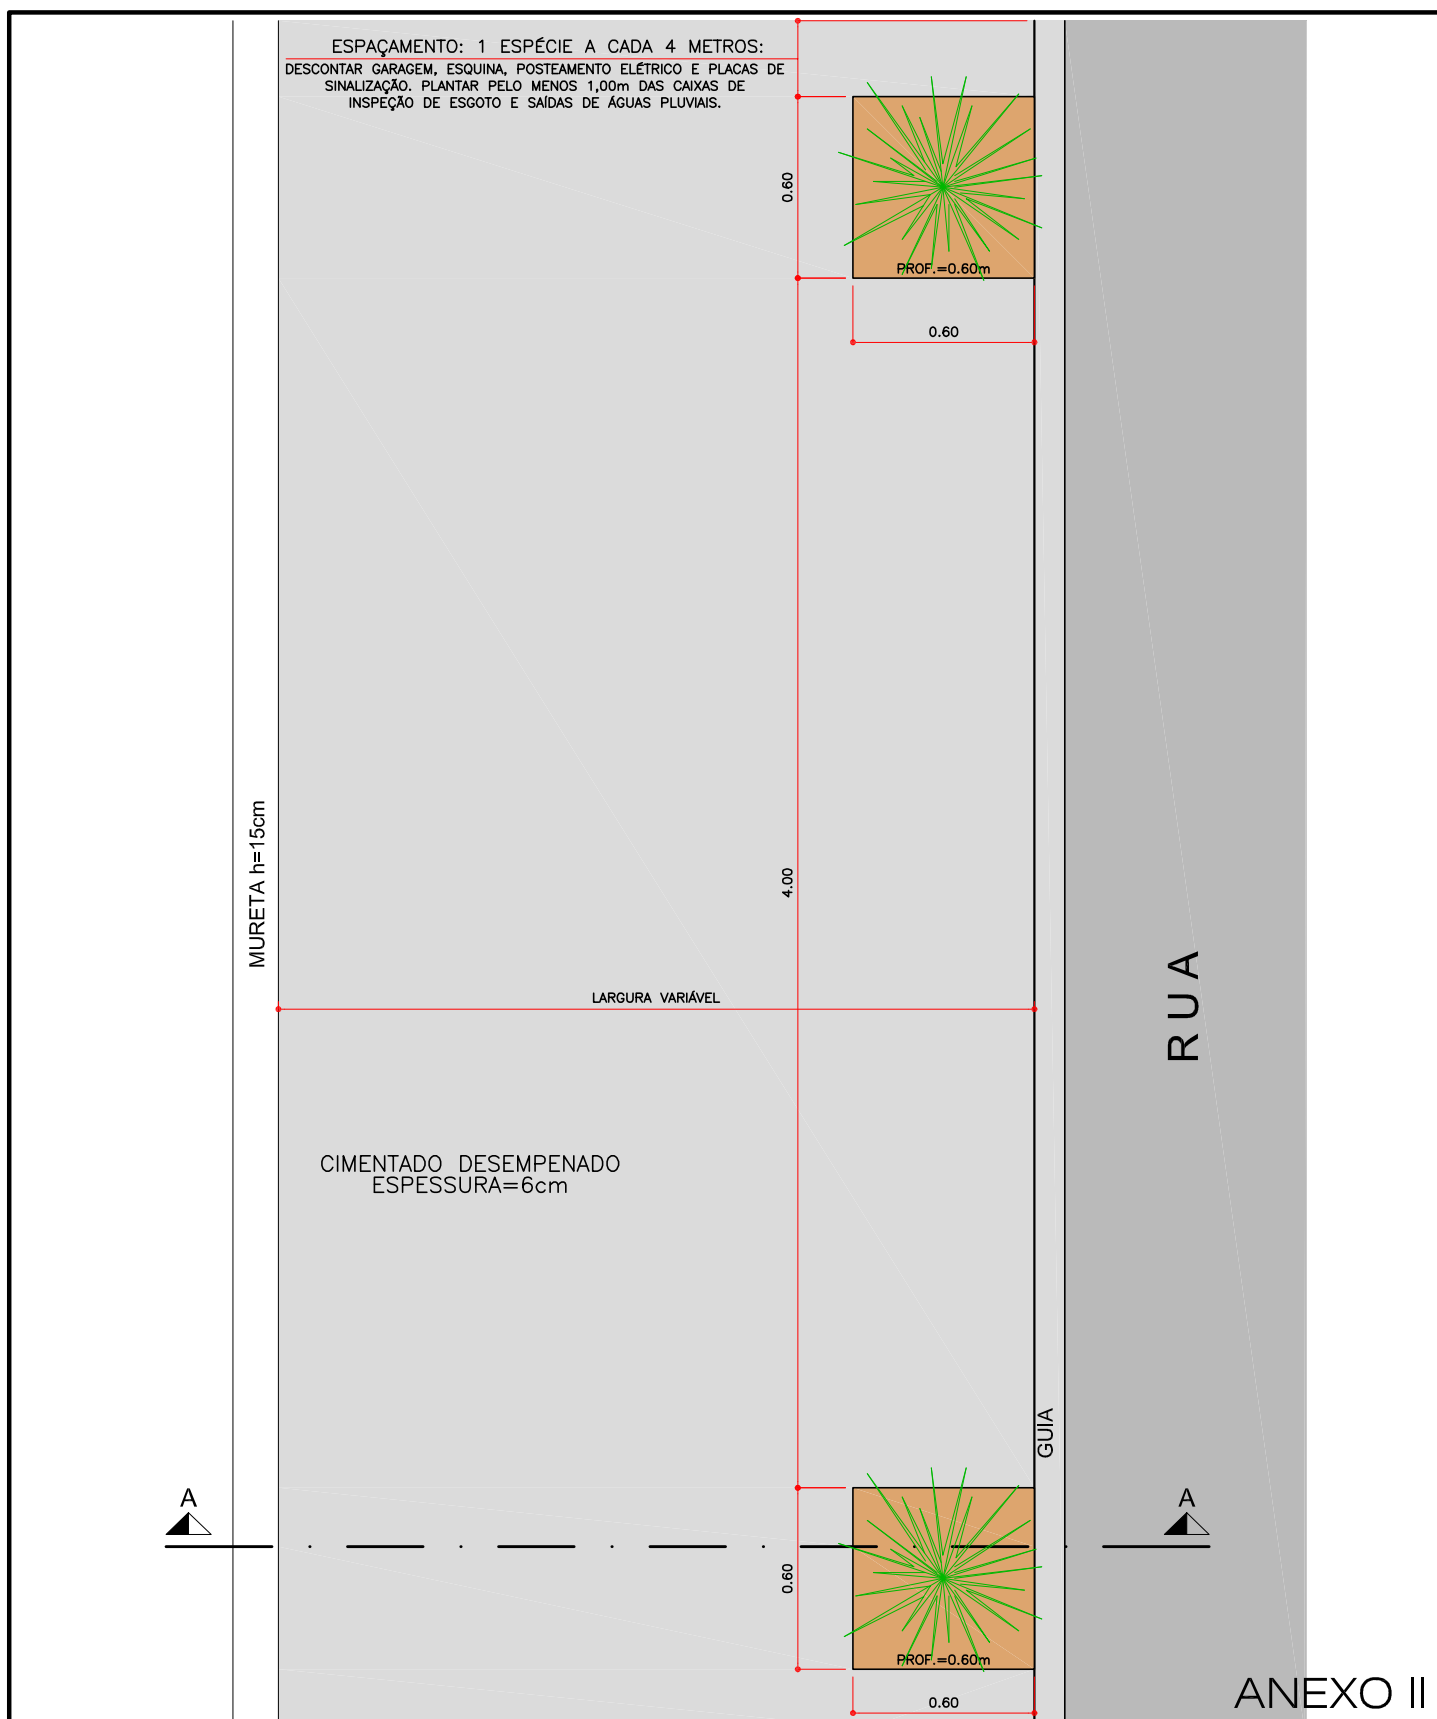 ESPAÇAMENTO: 1 ESPÉCIE A CADA 4 METROS:
DESCONTAR GARAGEM, ESQUINA, POSTEAMENTO ELÉTRICO E PLACAS DE
SINALIZAÇÃO. PLANTAR PELO MENOS 1,00m DAS CAIXAS DE
INSPEÇÃO DE ESGOTO E SAÍDAS DE ÁGUAS PLUVIAIS.
0.60
PROF.=0.60m
0.60
MURETA h=15cm
4.00
LARGURA VARIÁVEL
RUA
CIMENTADO DESEMPENADO
ESPESSURA=6cm
GUIA
A
A
0.60
PROF.=0.60m
0.60
ANEXO II